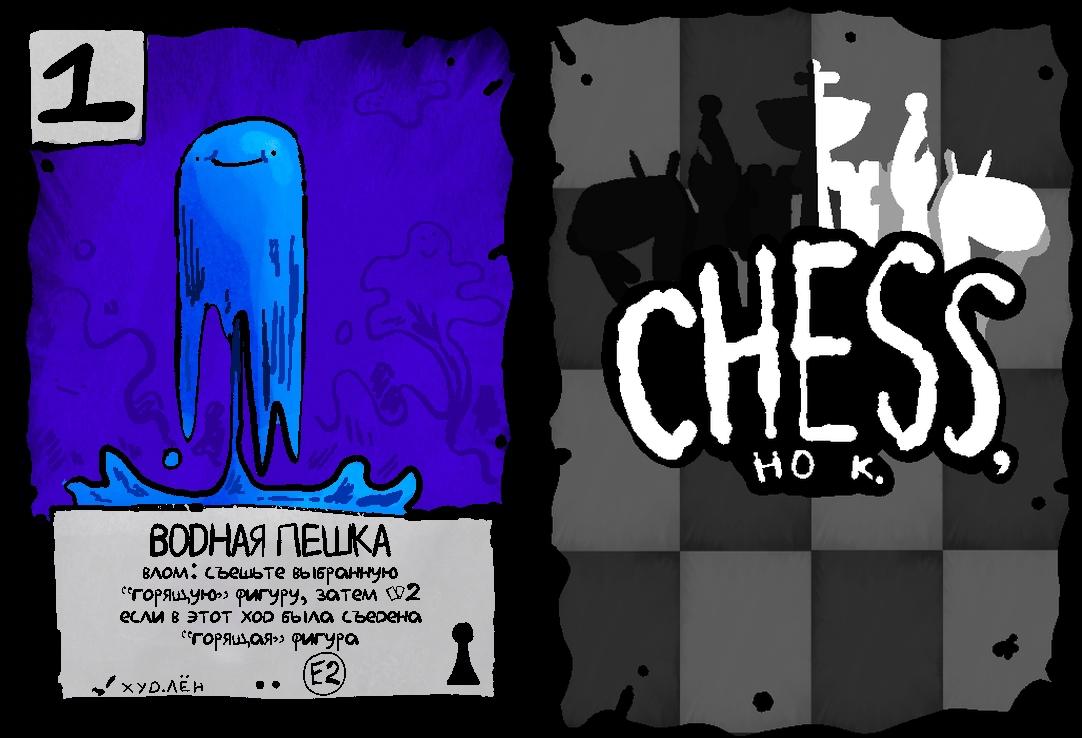 1
ВОДНАЯ ПЕШКА
влом: съешьте выбранную
“горящую” фигуру, затем ♡2
если в этот ход была съедена
“горящая” фигура
ХУД.ЛЁН
E2
CHESS,
НО К.